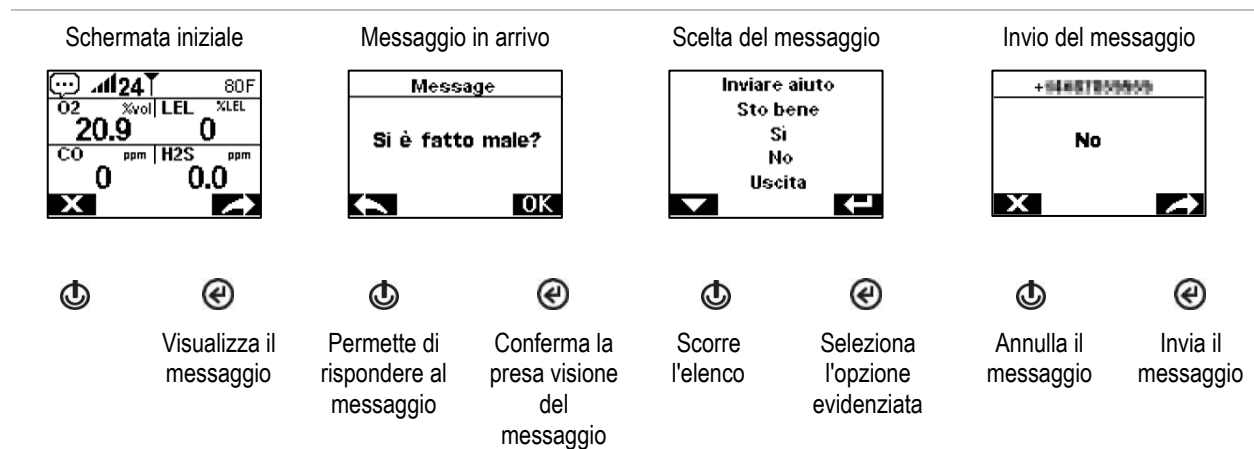 Schermata iniziale
Messaggio in arrivo
Scelta del messaggio
Invio del messaggio
24 80F
O2 %vol LEL %LEL
20.9 0
CO ppm H2S ppm
0 0.0
X
Message
Si è fatto male?
OK
Inviare aiuto
Sto bene
Sì
No
Uscita
No
X
Visualizza il
messaggio
Permette di
rispondere al
messaggio
Conferma la
presa visione
del
messaggio
Scorre
l'elenco
Seleziona
l'opzione
evidenziata
Annulla il
messaggio
Invia il
messaggio